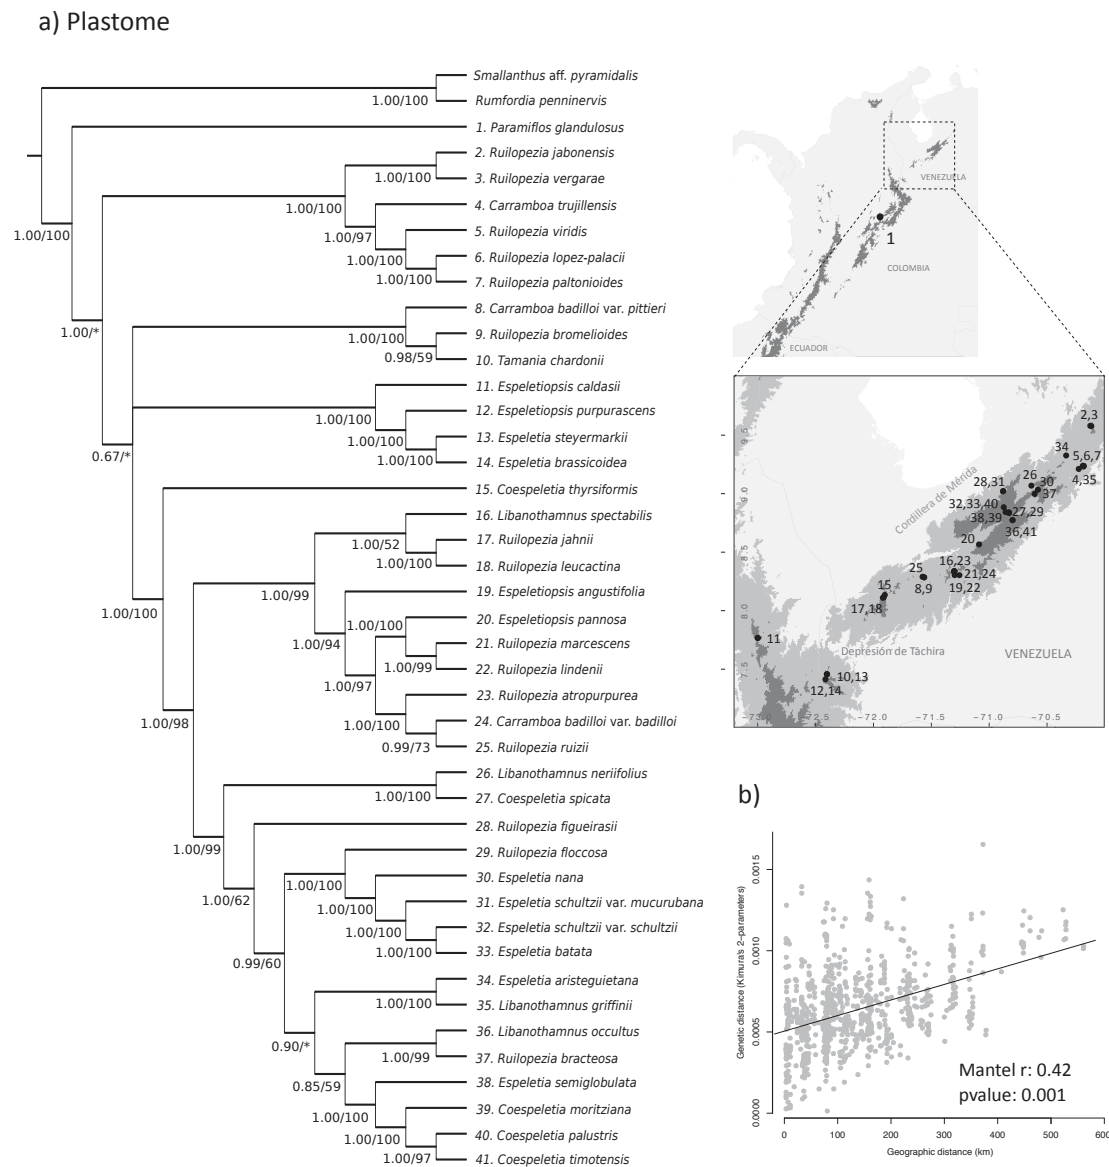 a) Plastome
Smallanthus aff. pyramidalis
1.00/100
Rumfordia penninervis
1. Paramiflos glandulosus
2. Ruilopezia jabonensis
1.00/100
3. Ruilopezia vergarae
1.00/100
4. Carramboa trujillensis
1.00/97
5. Ruilopezia viridis
1.00/100
6. Ruilopezia lopez-palacii
1.00/100
7. Ruilopezia paltonioides
1.00/100
8. Carramboa badilloi var. pittieri
1.00/*
9. Ruilopezia bromelioides
1.00/100
10. Tamania chardonii
0.98/59
11. Espeletiopsis caldasii
12. Espeletiopsis purpurascens
1.00/100
13. Espeletia steyermarkii
1.00/100
14. Espeletia brassicoidea
1.00/100
0.67/*
15. Coespeletia thyrsiformis
16. Libanothamnus spectabilis
17. Ruilopezia jahnii
1.00/52
18. Ruilopezia leucactina
1.00/100
1.00/99
19. Espeletiopsis angustifolia
1.00/100
20. Espeletiopsis pannosa
1.00/100
21. Ruilopezia marcescens
1.00/94
22. Ruilopezia lindenii
1.00/99
1.00/97
23. Ruilopezia atropurpurea
24. Carramboa badilloi var. badilloi
1.00/100
25. Ruilopezia ruizii
0.99/73
1.00/98
26. Libanothamnus neriifolius
27. Coespeletia spicata
1.00/100
28. Ruilopezia figueirasii
1.00/99
29. Ruilopezia floccosa
30. Espeletia nana
1.00/100
1.00/62
31. Espeletia schultzii var. mucurubana
1.00/100
32. Espeletia schultzii var. schultzii
33. Espeletia batata
1.00/100
0.99/60
34. Espeletia aristeguietana
35. Libanothamnus griffinii
1.00/100
36. Libanothamnus occultus
0.90/*
37. Ruilopezia bracteosa
1.00/99
38. Espeletia semiglobulata
0.85/59
39. Coespeletia moritziana
1.00/100
40. Coespeletia palustris
1.00/100
41. Coespeletia timotensis
1.00/97
VENEZUELA
1
COLOMBIA
ECUADOR
2,3
34
5,6,7
4,35
26
30
37
28,31
32,33,40
38,39
27,29
36,41
20
16,23
21,24
19,22
25
8,9
15
17,18
11
10,13
12,14
Cordillera de Mérida
Depresión de Táchira
VENEZUELA
9.5
9.0
8.5
8.0
7.5
−73.0 −72.5 −72.0 −71.5 −71.0 −70.5
b)
Genetic distance (Kimura's 2−parameters)
0.0015
0.0010
0.0005
0.0000
Mantel r: 0.42
pvalue: 0.001
0 100 200 300 400 500 600
Geographic distance (km)